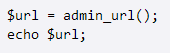 $url = admin_url();
echo $url;